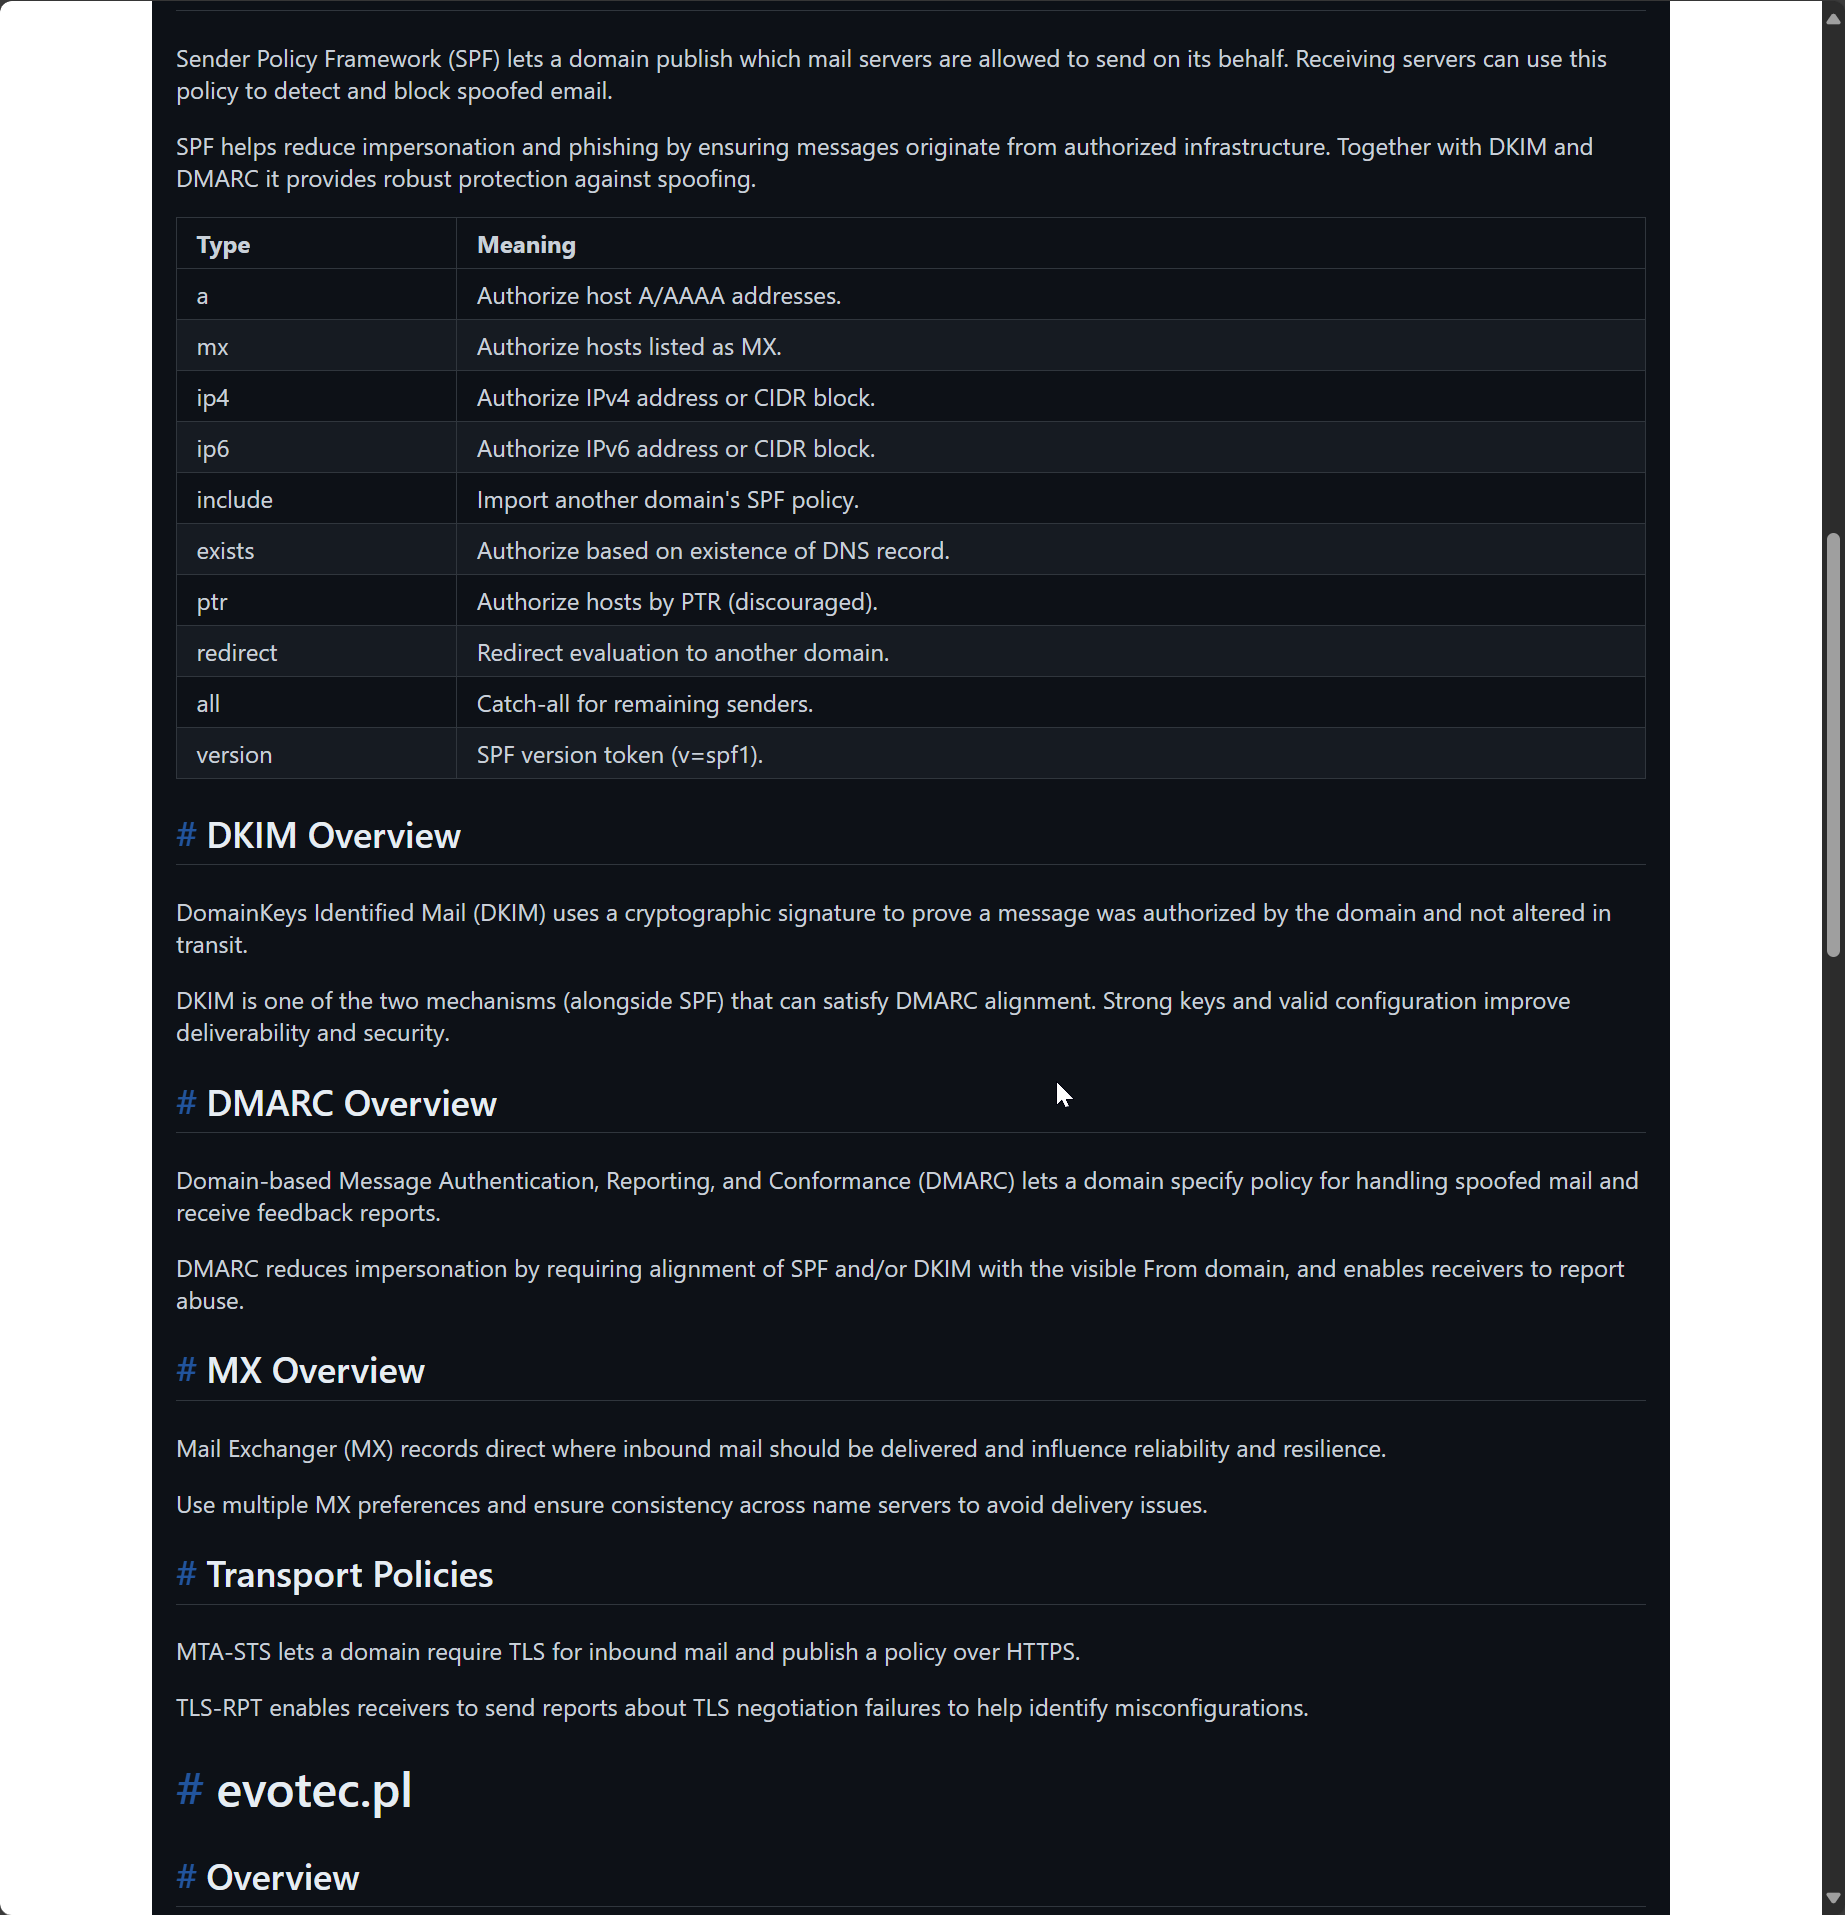 Sender Policy Framework (SPF) lets a domain publish which mail servers are allowed to send on its behalf. Receiving servers can use this
policy to detect and block spoofed email.
SPF helps reduce impersonation and phishing by ensuring messages originate from authorized infrastructure. Together with DKIM and
DMARC it provides robust protection against spoofing.
Type Meaning
a Authorize host A/AAAA addresses.
mx Authorize hosts listed as MX.
ip4 Authorize IPv4 address or CIDR block.
ip6 Authorize IPv6 address or CIDR block.
include Import another domain's SPF policy.
exists Authorize based on existence of DNS record.
ptr Authorize hosts by PTR (discouraged).
redirect Redirect evaluation to another domain.
all Catch-all for remaining senders.
version SPF version token (v=spf1).
# DKIM Overview
DomainKeys Identified Mail (DKIM) uses a cryptographic signature to prove a message was authorized by the domain and not altered in
transit.
DKIM is one of the two mechanisms (alongside SPF) that can satisfy DMARC alignment. Strong keys and valid configuration improve
deliverability and security.
# DMARC Overview
Domain-based Message Authentication, Reporting, and Conformance (DMARC) lets a domain specify policy for handling spoofed mail and
receive feedback reports.
DMARC reduces impersonation by requiring alignment of SPF and/or DKIM with the visible From domain, and enables receivers to report
abuse.
# MX Overview
Mail Exchanger (MX) records direct where inbound mail should be delivered and influence reliability and resilience.
Use multiple MX preferences and ensure consistency across name servers to avoid delivery issues.
# Transport Policies
MTA-STS lets a domain require TLS for inbound mail and publish a policy over HTTPS.
TLS-RPT enables receivers to send reports about TLS negotiation failures to help identify misconfigurations.
# evotec.pl
# Overview